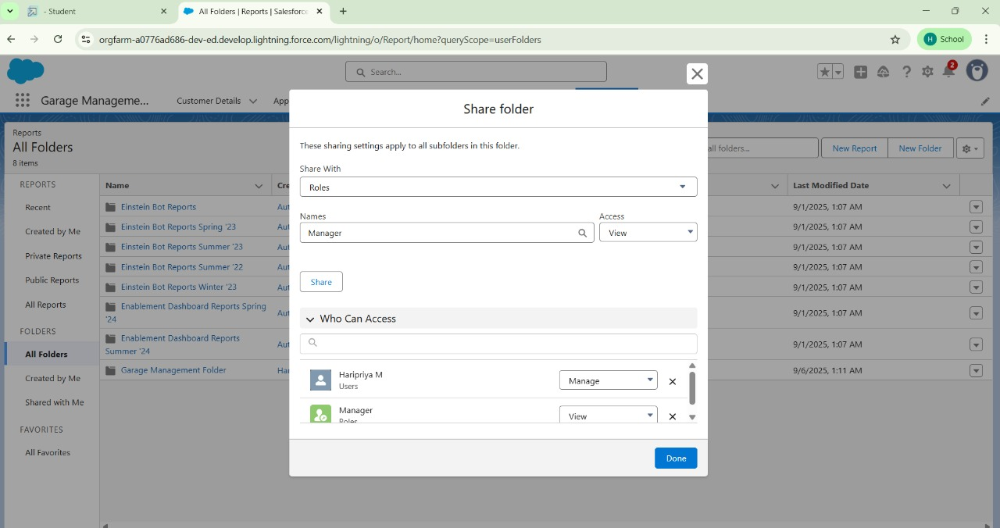 - Student
All Folders | Reports | Salesforce
orgfarm-a0776ad686-dev-ed.develop.lightning.force.com/lightning/o/Report/home?queryScope=userFolders
H School
Search...
2
Garage Manageme... Customer Details App
Share folder
Reports
All Folders
8 items
all folders...
New Report New Folder
These sharing settings apply to all subfolders in this folder.
Share With
Roles
Names Access
Manager View
Share
Who Can Access
Haripriya M
Users
Manage
Manager
Roles
View
Done
REPORTS
Recent
Created by Me
Private Reports
Public Reports
All Reports
FOLDERS
All Folders
Created by Me
Shared with Me
FAVORITES
All Favorites
Name Cre Last Modified Date
Einstein Bot Reports Aut 9/1/2025, 1:07 AM
Einstein Bot Reports Spring '23 Aut 9/1/2025, 1:07 AM
Einstein Bot Reports Summer '23 Aut 9/1/2025, 1:07 AM
Einstein Bot Reports Summer '22 Aut 9/1/2025, 1:07 AM
Einstein Bot Reports Winter '23 Aut 9/1/2025, 1:07 AM
Enablement Dashboard Reports Spring
'24 Aut 9/1/2025, 1:07 AM
Enablement Dashboard Reports
Summer '24 Aut 9/1/2025, 1:07 AM
Garage Management Folder Har 9/6/2025, 1:11 AM